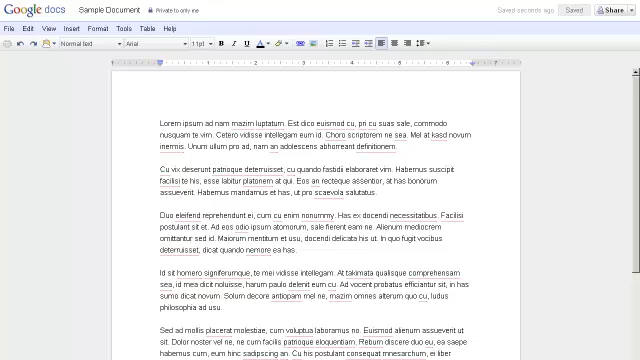 Google docs Sample Document Private to only me Saved seconds ago Saved Share
File Edit View Insert Format Tools Table Help
Normal text Arial 11pt B I U A
1 1 2 3 4 5 6 7
Lorem ipsum ad nam mazim luptatum. Est dico euismod cu, pri cu suas sale, commodo
nusquam te vim. Cetero vidisse intellegam eum id. Choro scriptorem ne sea. Mel at kasd novum
inermis. Unum ullum pro ad, nam an adolescens abhorreant definitionem.
Cu vix deserunt patrioque deterruisset, cu quando fastidii elaboraret vim. Habemus suscipit
facilisi te his, esse labitur platonem at qui. Eos an recteque assentior, at has bonorum
assueverit. Habemus mandamus et has, ut pro scaevola salutatus.
Duo eleifend reprehendunt ei, cum cu enim nonummy. Has ex docendi necessitatibus. Facilisi
postulant sit et. Ad eos odio ipsum atomorum, sale fierent eam ne. Alienum mediocrem
omittantur sed id. Maiorum mentitum et usu, docendi delicata his ut. In quo fugit vocibus
deterruisset, dicat quando nemore ea has.
Id sit homero signiferumque, te mei vidisse intellegam. At takimata qualisque comprehensam
sea, id mea dicit noluisse, harum paulo delenit eum cu. Ad vocent probatus efficiantur sit, in has
sumo dicat novum. Solum decore antiopam mel ne, mazim omnes alterum quo cu, ludus
philosophia ad usu.
Sed ad mollis placerat molestiae, cum voluptua laboramus no. Euismod alienum assueverit ut
sit. Dolor noster vel ne, ne cum facilis patrioque eloquentiam. Rebum discere duo eu, ea saepe
habemus cum, eum hinc sadipscing an. Cu his postulant consequat mnesarchum, ei liber